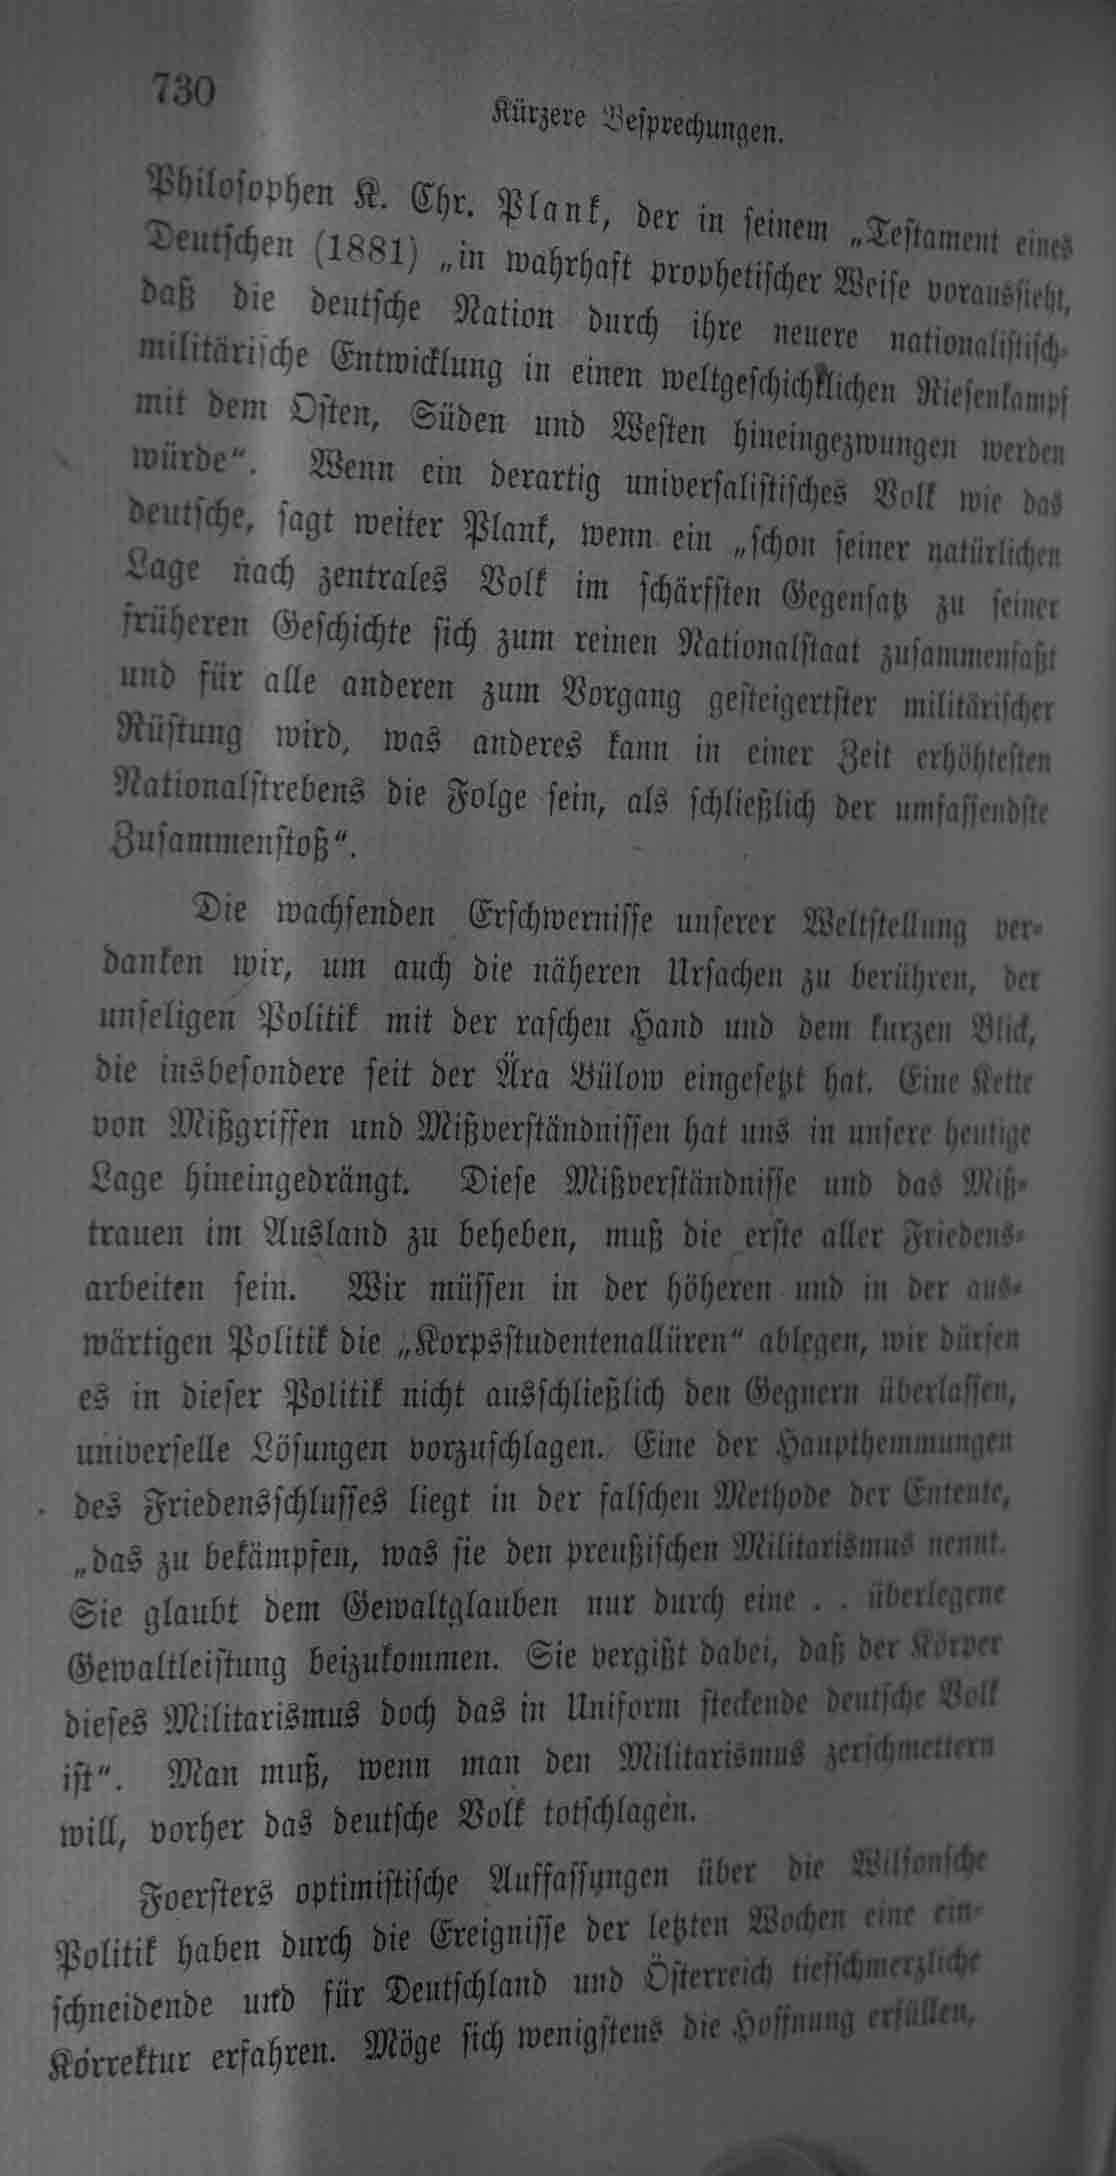 730
Kürzere Besprechungen.
Philosophen K. Chr. Plank, der in seinem „Testament eines
Deutschen (1881) „in wahrhaft prophetischer Weise voraussieht,
daß die deutsche Nation durch ihre neuere nationalistisch-
militärische Entwicklung in einen weltgeschichtlichen Riesenkampf
mit dem Osten, Süden und Westen hineingezwungen werden
würde“. Wenn ein derartig universalistisches Volk wie das
deutsche, sagt weiter Plank, wenn ein „schon seiner natürlichen
Lage nach zentrales Volk im schärfsten Gegensatz zu seiner
früheren Geschichte sich zum reinen Nationalstaat zusammenfaßt
und für alle anderen zum Vorgang gesteigertster militärischer
Rüstung wird, was anderes kann in einer Zeit erhöhtesten
Nationalstrebens die Folge sein, als schließlich der umfassendste
Zusammenstoß“.
Die wachsenden Erschwernisse unserer Weltstellung ver-
danken wir, um auch die näheren Ursachen zu berühren, der
unseligen Politik mit der raschen Hand und dem kurzen Blick,
die insbesondere seit der Ära Bülow eingesetzt hat. Eine Kette
von Mißgriffen und Mißverständnissen hat uns in unsere heutige
Lage hineingedrängt. Diese Mißverständnisse und das Miß-
trauen im Ausland zu beheben, muß die erste aller Friedens-
arbeiten sein. Wir müssen in der höheren und in der aus-
wärtigen Politik die „Korpsstudentenallüren“ ablegen, wir dürfen
es in dieser Politik nicht ausschließlich den Gegnern überlassen,
universelle Lösungen vorzuschlagen. Eine der Haupthemmungen
des Friedensschlusses liegt in der falschen Methode der Entente,
„das zu bekämpfen, was sie den preußischen Militarismus nennt.
Sie glaubt dem Gewaltglauben nur durch eine . . überlegene
Gewaltleistung beizukommen. Sie vergißt dabei, daß der Körper
dieses Militarismus doch das in Uniform steckende deutsche Volk
ist“. Man muß, wenn man den Militarismus zerschmettern
will, vorher das deutsche Volk totschlagen.
Foersters optimistische Auffassungen über die Wilsonsche
Politik haben durch die Ereignisse der letzten Wochen eine ein-
schneidende und für Deutschland und Österreich tiefschmerzliche
Korrektur erfahren. Möge sich wenigstens die Hoffnung erfüllen,